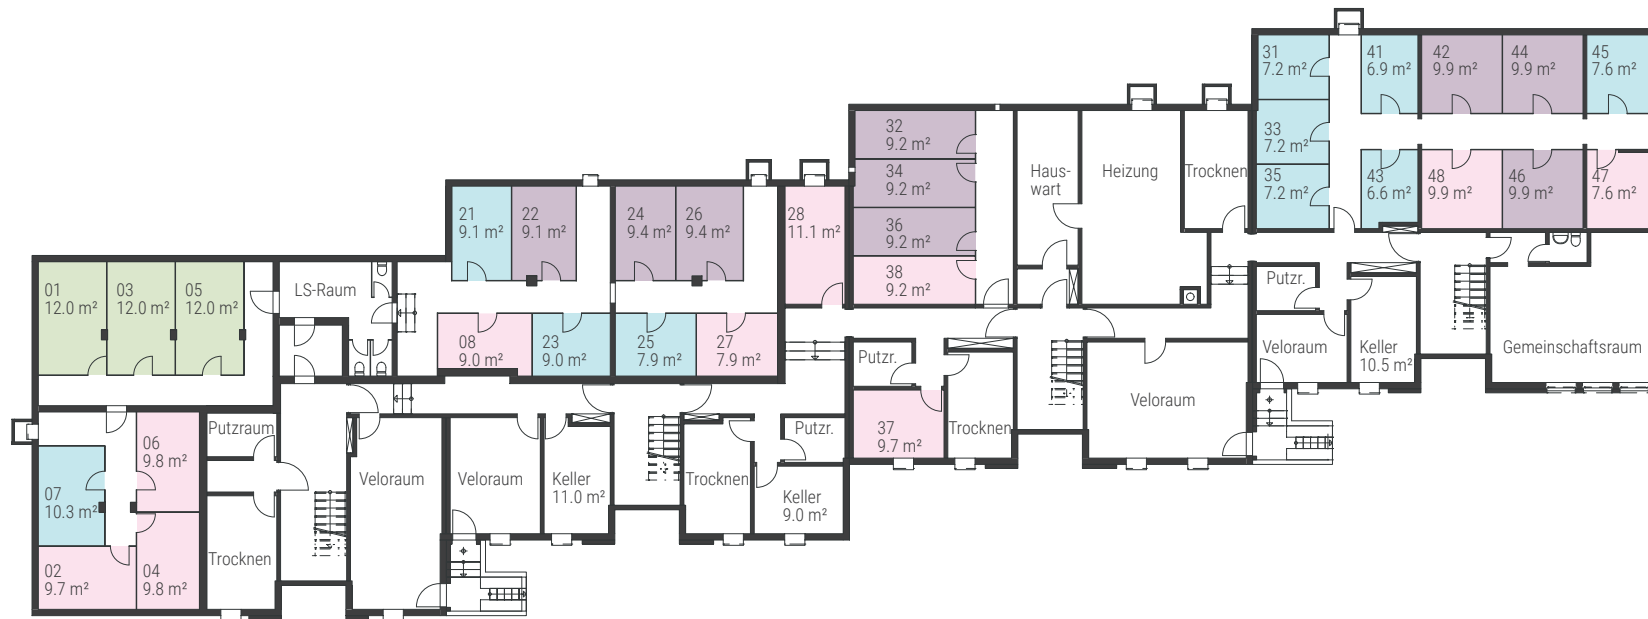 31
7.2 m²
41
6.9 m²
42
9.9 m²
44
9.9 m²
45
7.6 m²
33
7.2 m²
35
7.2 m²
43
6.6 m²
48
9.9 m²
46
9.9 m²
47
7.6 m²
32
9.2 m²
34
9.2 m²
36
9.2 m²
38
9.2 m²
Haus-
wart
Heizung
Trocknen
21
9.1 m²
22
9.1 m²
24
9.4 m²
26
9.4 m²
28
11.1 m²
01
12.0 m²
03
12.0 m²
05
12.0 m²
LS-Raum
08
9.0 m²
23
9.0 m²
25
7.9 m²
27
7.9 m²
Putzr.
Putzr.
Veloraum
Keller
10.5 m²
Gemeinschaftsraum
37
9.7 m²
Trocknen
Veloraum
06
9.8 m²
Putzraum
07
10.3 m²
Veloraum
Veloraum
Keller
11.0 m²
Trocknen
Putzr.
Keller
9.0 m²
02
9.7 m²
04
9.8 m²
Trocknen